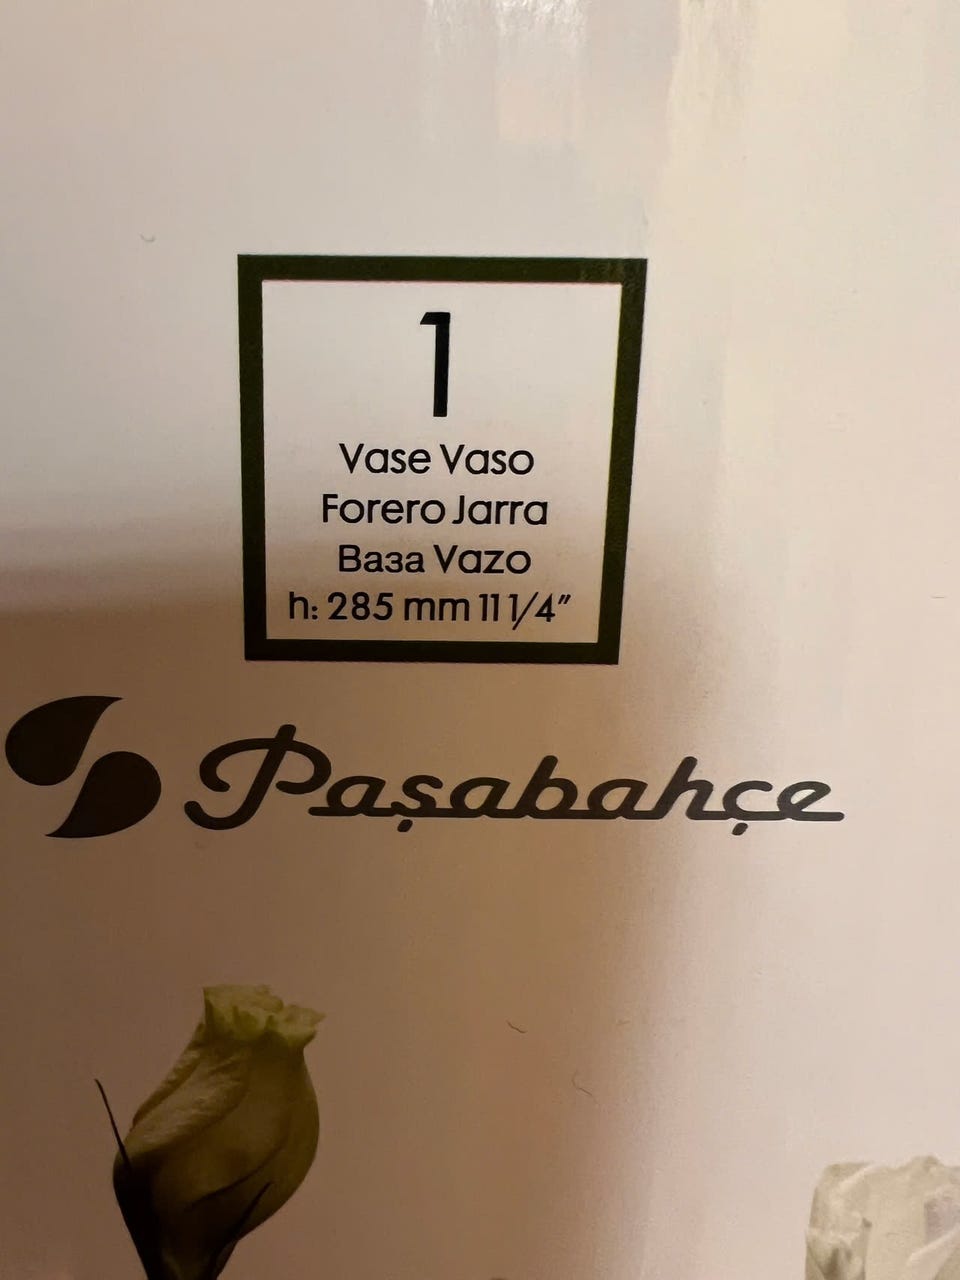 1
Vase Vaso
Forero Jarra
Ваза Vazo
h: 285 mm 11 1/4"
Paşabahçe